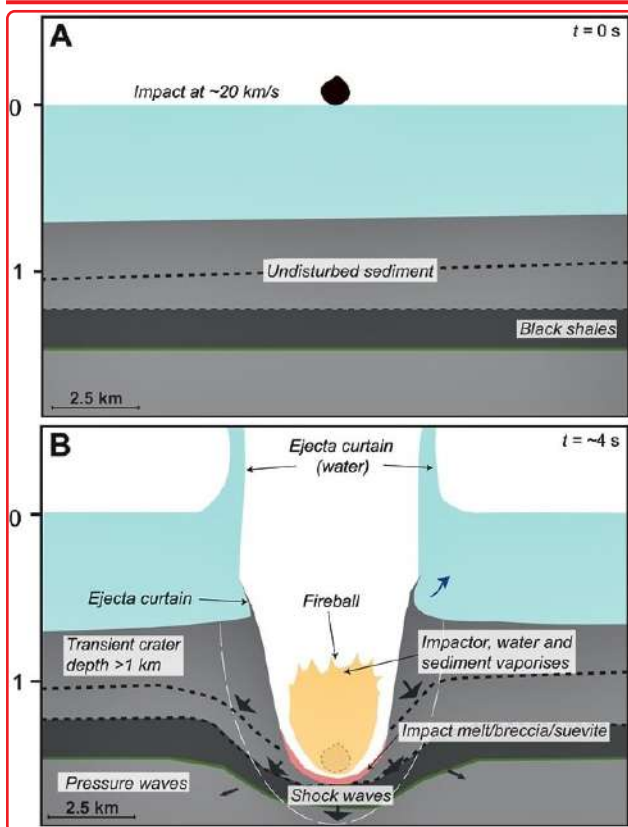 A
t = 0 s
Impact at ~20 km/s
0
1
Undisturbed sediment
Black shales
2.5 km
B
t = ~4 s
Ejecta curtain
(water)
0
Ejecta curtain
Fireball
Transient crater
depth >1 km
Impactor, water and
sediment vaporises
1
Impact melt/breccia/suevite
Pressure waves
Shock waves
2.5 km